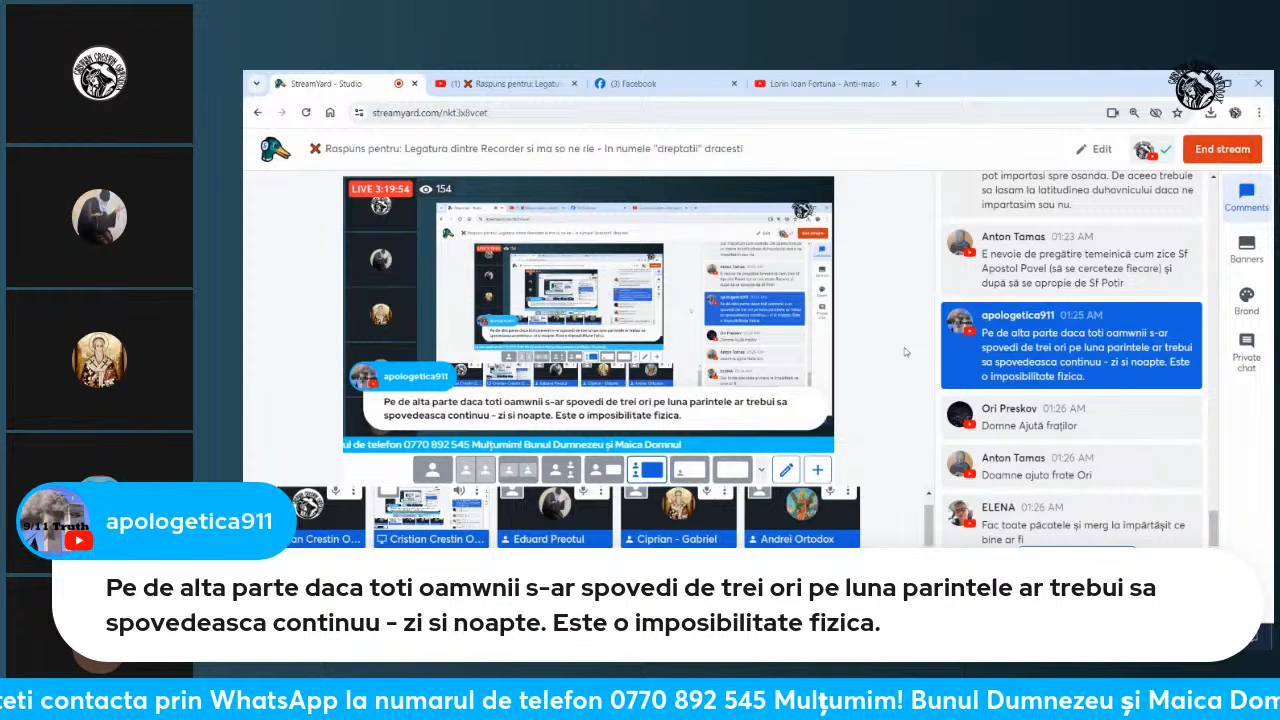 StreamYard - Studio
(1) ❌ Raspuns pentru: Legatu
(3) Facebook
Lorin Ioan Fortuna - Anti-maso
streamyard.com/nkt3x8vcet
❌ Raspuns pentru: Legatura dintre Recorder si ma so ne rie - In numele "dreptatii" dracesti
Edit
End stream
LIVE 3:19:54
154
pot impartasi spre osanda. De aceea trebuie
sa lasam la latitudinea duhovnicului daca ne
impartasim sau nu.
Anton Tamas 01:23 AM
E nevoie de pregătire temeinică cum zice Sf
Apostol Pavel (să se cerceteze fiecare) și
după să se apropie de Sf Potir
apologetica911 01:25 AM
Pe de alta parte daca toti oamwnii s-ar
spovedi de trei ori pe luna parintele ar trebui
sa spovedeasca continuu - zi si noapte. Este
o imposibilitate fizica.
Ori Preskov 01:26 AM
Domne Ajută fraților
Anton Tamas 01:26 AM
Doamne ajuta frate Ori
ELENA 01:26 AM
Fac toate păcatele și merg la împărtășit ce
bine ar fi
Comments
Banners
Brand
Private
chat
apologetica911
Pe de alta parte daca toti oamwnii s-ar spovedi de trei ori pe luna parintele ar trebui sa
spovedeasca continuu - zi si noapte. Este o imposibilitate fizica.
ul de telefon 0770 892 545 Mulțumim! Bunul Dumnezeu și Maica Domnul
Crestin O...
Cristian Crestin O...
Eduard Preotul
Ciprian - Gabriel
Andrei Ortodox
9/11 Truth
apologetica911
Pe de alta parte daca toti oamwnii s-ar spovedi de trei ori pe luna parintele ar trebui sa
spovedeasca continuu - zi si noapte. Este o imposibilitate fizica.
teti contacta prin WhatsApp la numarul de telefon 0770 892 545 Mulțumim! Bunul Dumnezeu și Maica Dom